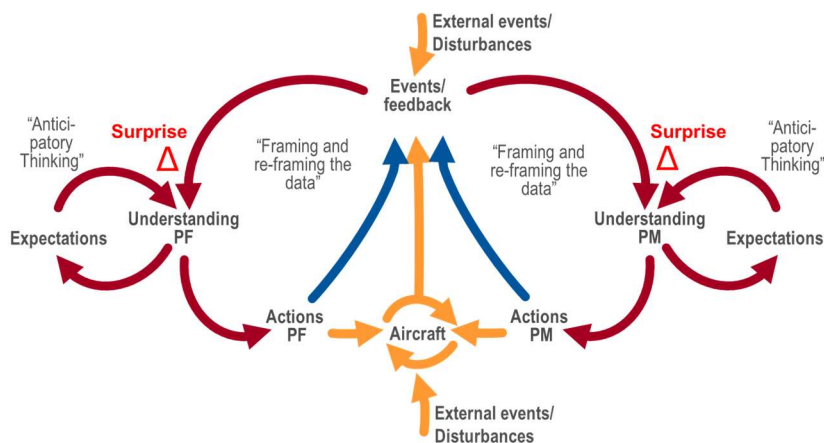 External events/
Disturbances
Events/
feedback
“Antici-
patory
Thinking”
Surprise
Δ
“Framing and
re-framing the
data”
“Framing and
re-framing the
data”
Surprise
Δ
“Antici-
patory
Thinking”
Expectations
Understanding
PF
Understanding
PM
Expectations
Actions
PF
Aircraft
Actions
PM
External events/
Disturbances